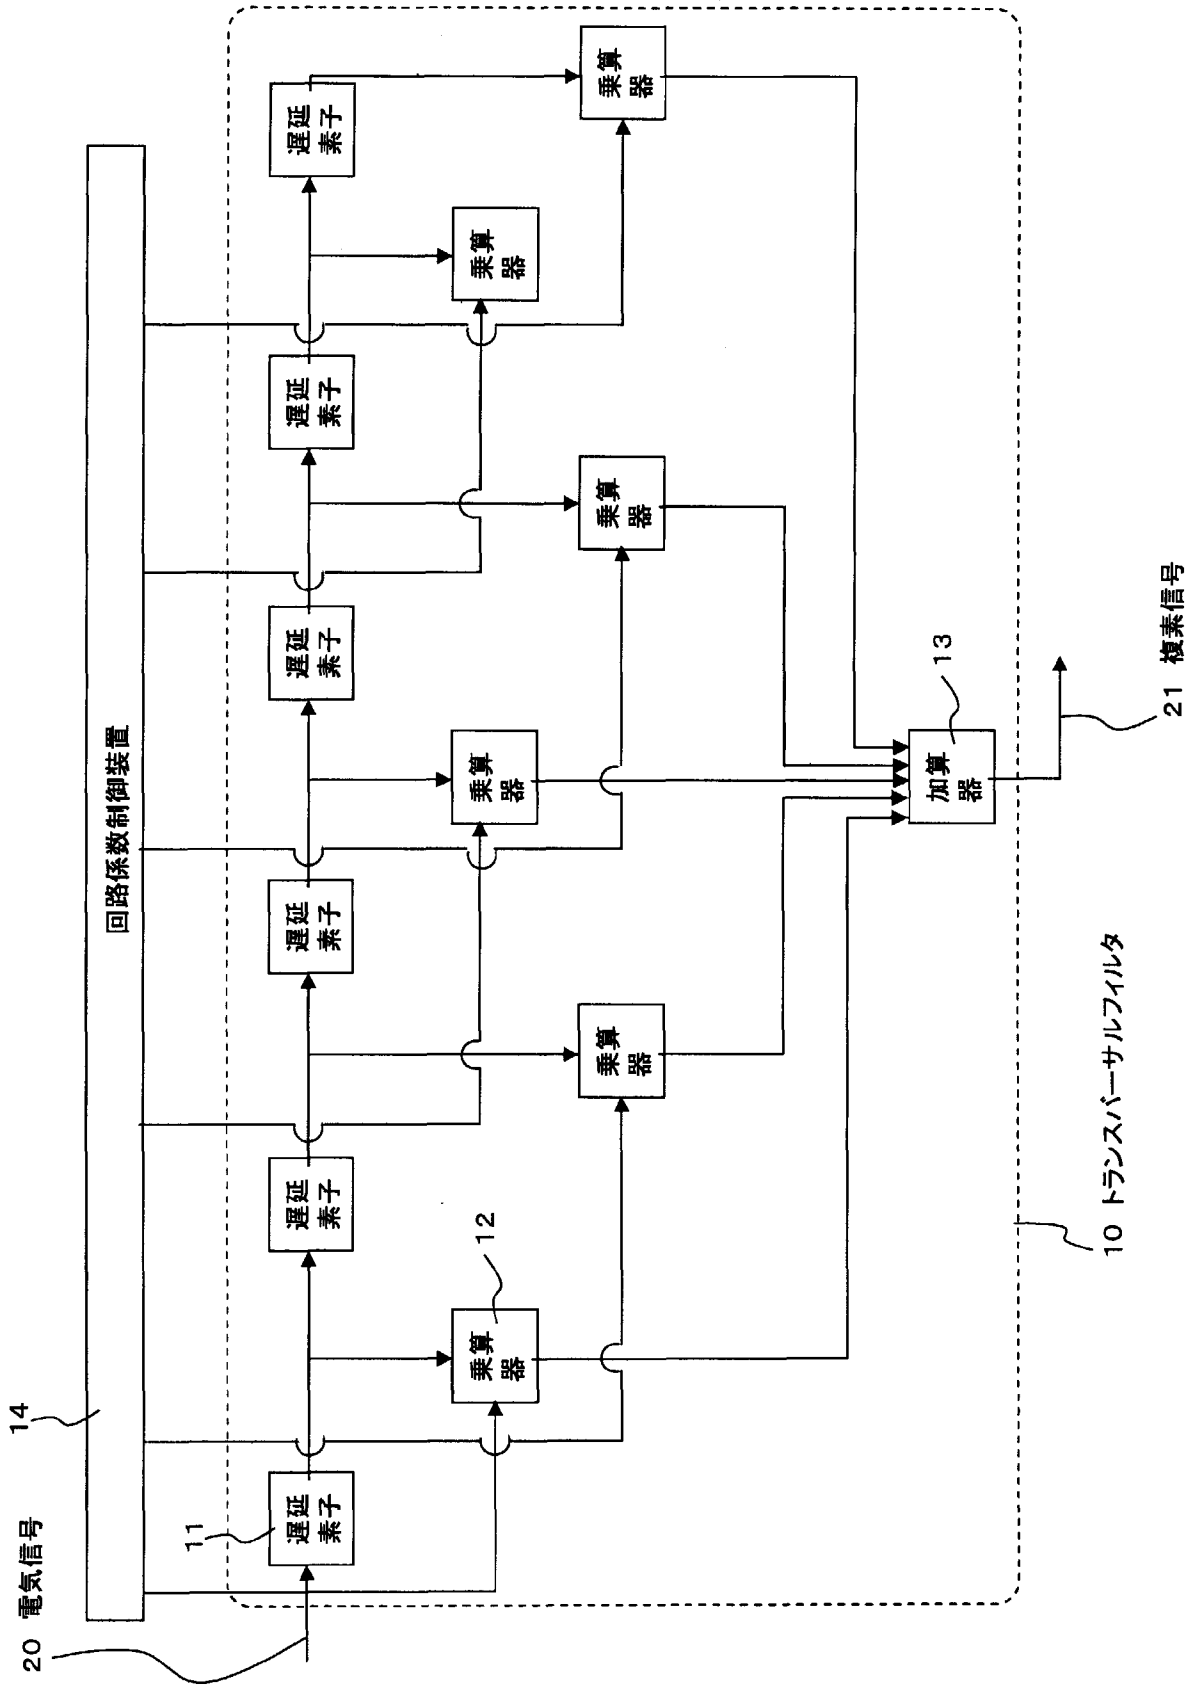 14
回路係数制御装置
20 電気信号
11
遅延
素子
遅延
素子
遅延
素子
遅延
素子
遅延
素子
遅延
素子
12
乗算
器
乗算
器
乗算
器
乗算
器
乗算
器
乗算
器
13
加算
器
10 トランスバーサルフィルタ
21 複素信号